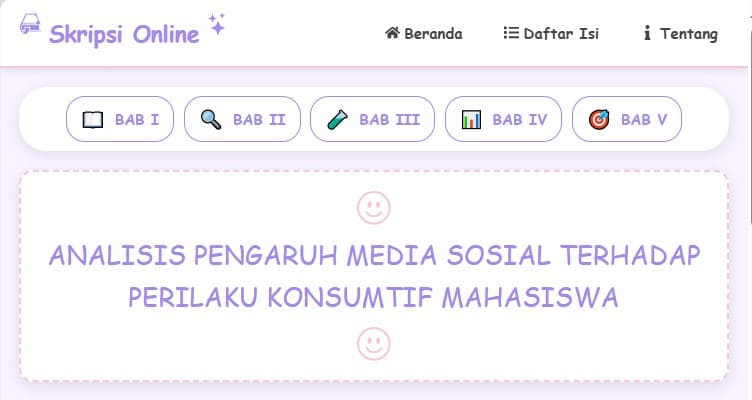 Skripsi Online
Beranda
Daftar Isi
Tentang
BAB I
BAB II
BAB III
BAB IV
BAB V
ANALISIS PENGARUH MEDIA SOSIAL TERHADAP
PERILAKU KONSUMTIF MAHASISWA